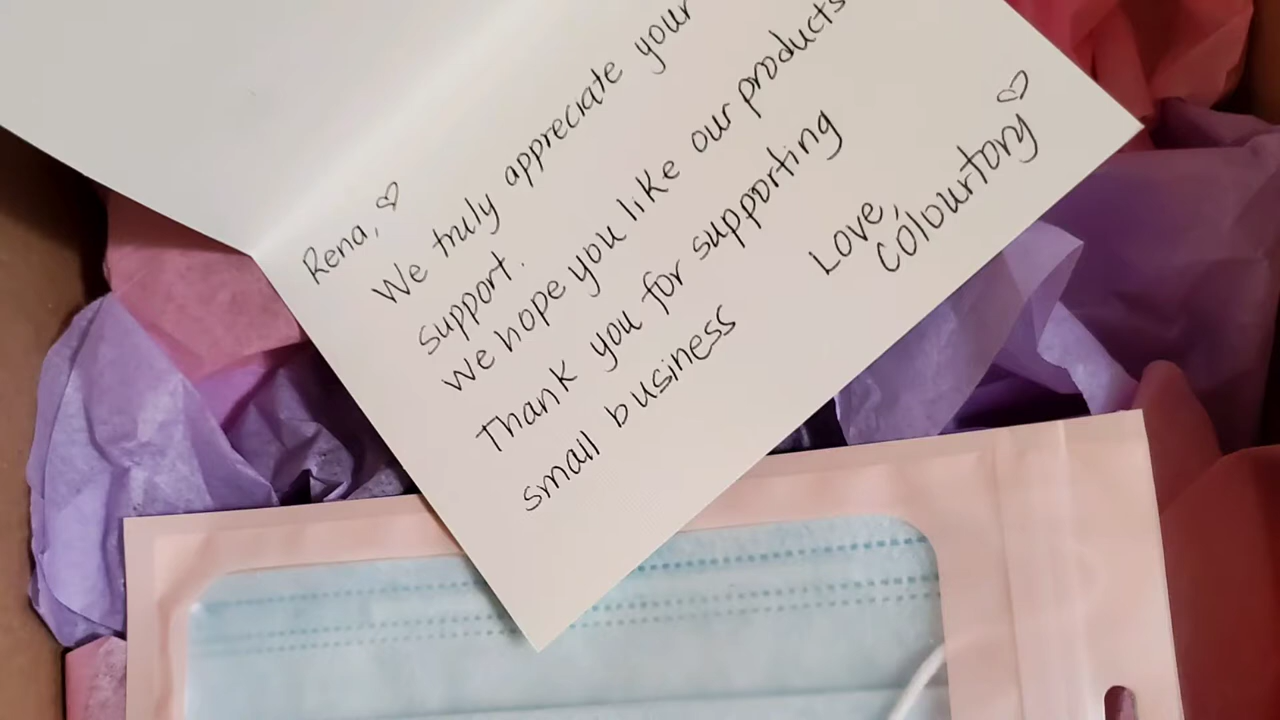 Rena, ♡
We truly appreciate your
support.
We hope you like our products
Thank you for supporting
small business
Love,
Colourtory ♡